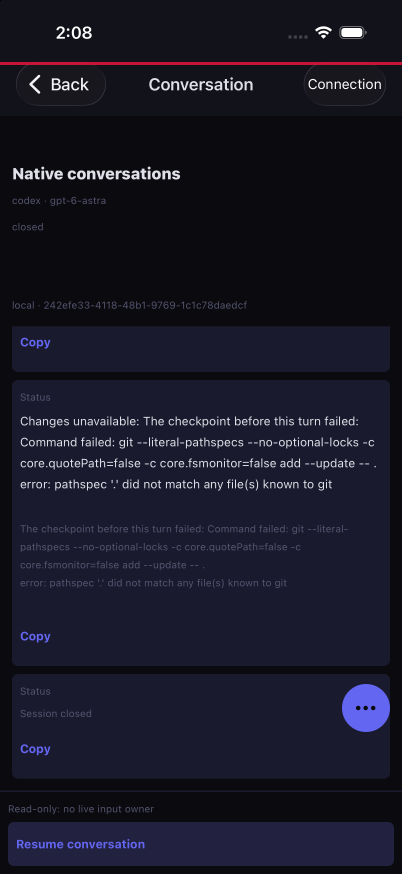 2:08
Back
Conversation
Connection
Native conversations
codex · gpt-6-astra
closed
local · 242efe33-4118-48b1-9769-1c1c78daedcf
Copy
Status
Changes unavailable: The checkpoint before this turn failed:
Command failed: git --literal-pathspecs --no-optional-locks -c
core.quotePath=false -c core.fsmonitor=false add --update -- .
error: pathspec '.' did not match any file(s) known to git
The checkpoint before this turn failed: Command failed: git --literal-
pathspecs --no-optional-locks -c core.quotePath=false -c
core.fsmonitor=false add --update -- .
error: pathspec '.' did not match any file(s) known to git
Copy
Status
Session closed
Copy
Read-only: no live input owner
Resume conversation